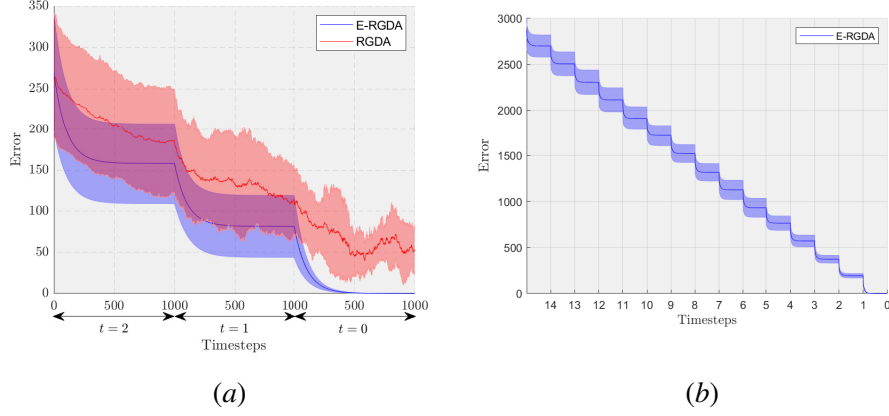 350
300
250
200
150
100
50
0
Error
E-RGDA
RGDA
0 500 1000 500 1000 500 1000
t = 2 t = 1 t = 0
Timesteps
(a)
3000
2500
2000
1500
1000
500
0
Error
E-RGDA
14 13 12 11 10 9 8 7 6 5 4 3 2 1 0
Timesteps
(b)